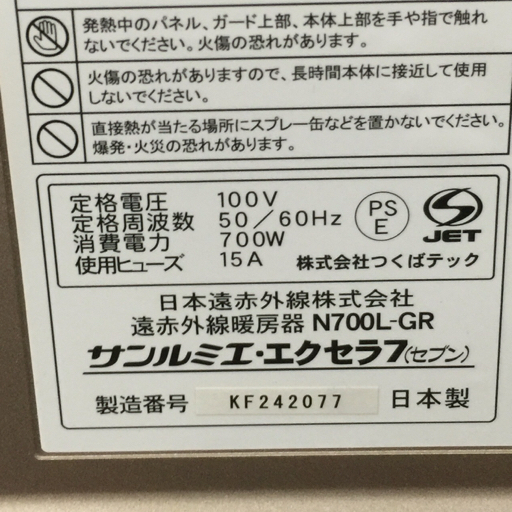 発熱中のパネル、ガード上部、本体上部を手や指で触れ
ないでください。火傷の恐れがあります。
火傷の恐れがありますので、長時間本体に接近して使用
しないでください。
直接熱が当たる場所にスプレー缶などを置かないでください。
爆発・火災の恐れがあります。
定格電圧 100V
定格周波数 50／60Hz
消費電力 700W
使用ヒューズ 15A
PS
E
JET
株式会社つくばテック
日本遠赤外線株式会社
遠赤外線暖房器 N700L-GR
サンルミエ・エクセラ7(セブン)
製造番号 KF242077 日本製